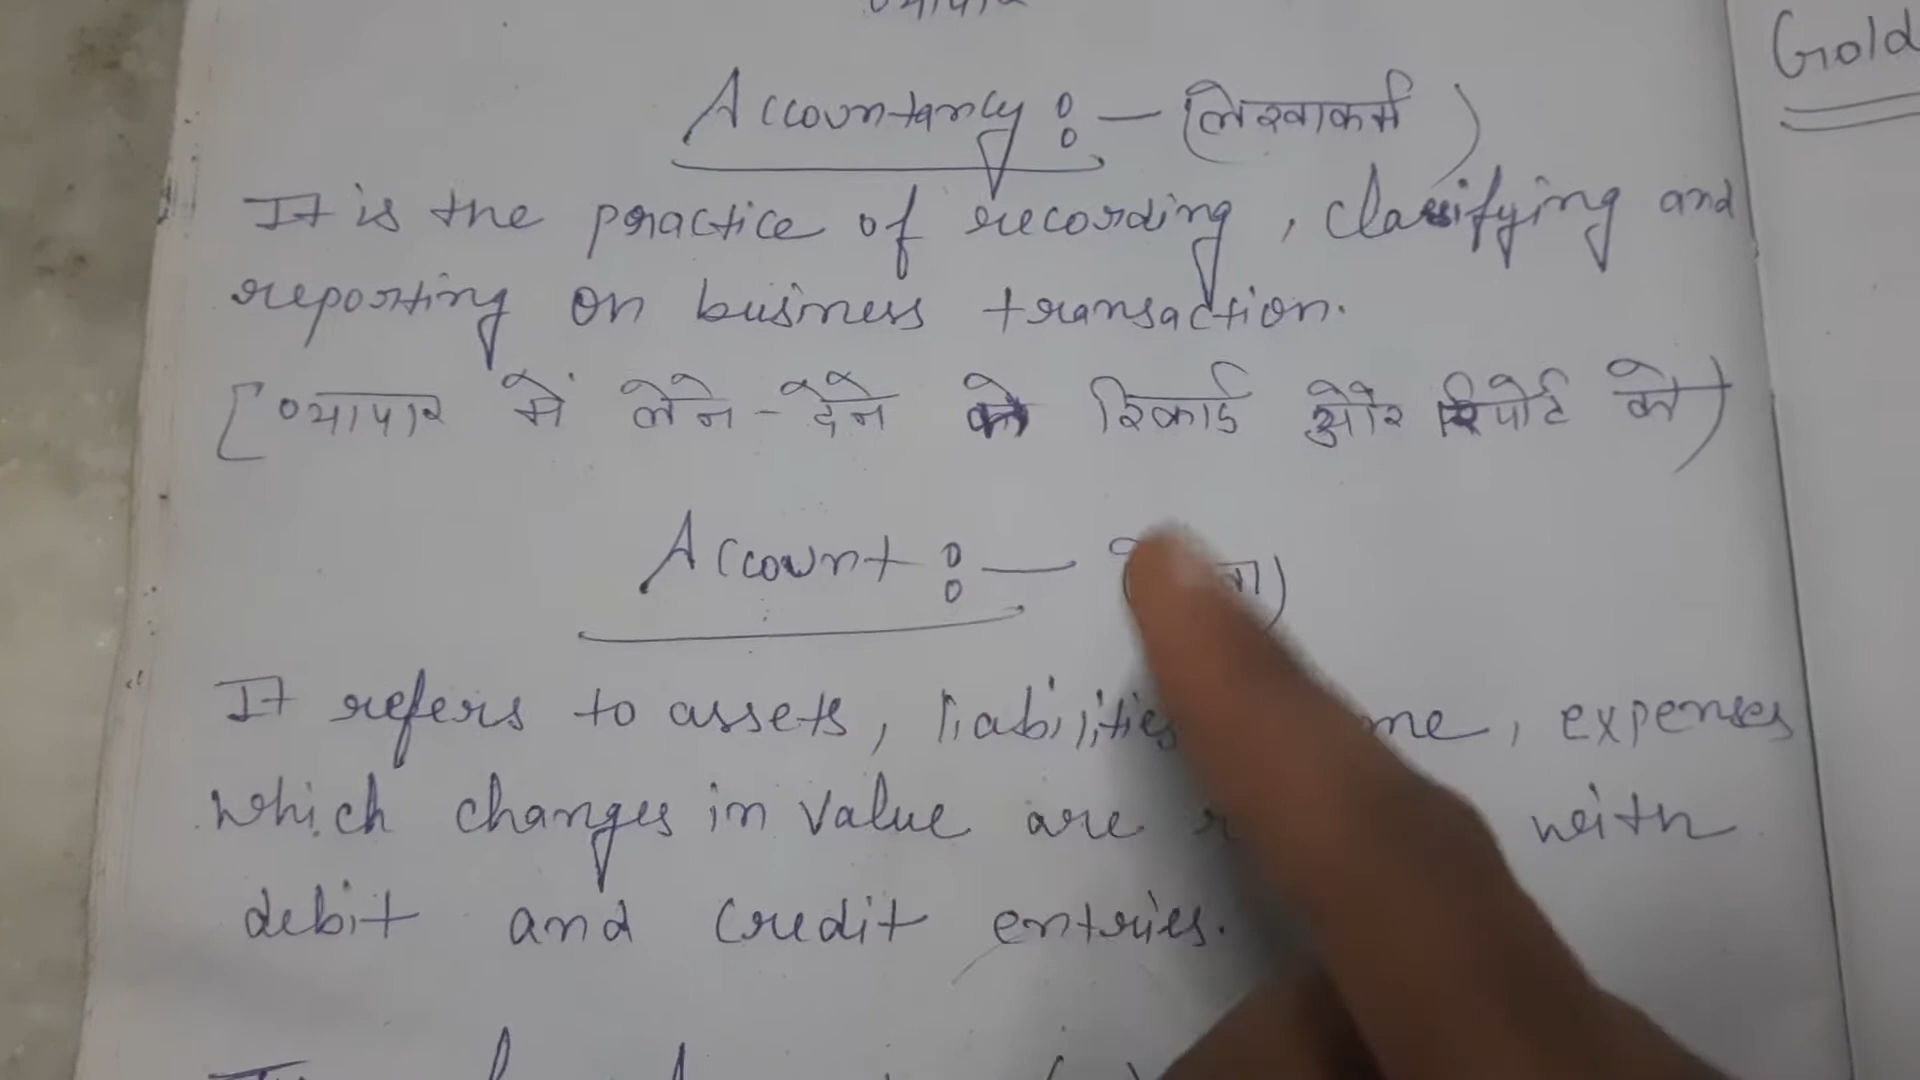 Accountancy :- (लेखाकर्म)
It is the practice of recording, classifying and
reporting on business transaction.
[व्यापार में लेने-देने को रिकार्ड और रिपोर्ट को)
Account :-
It refers to assets, liabilities, expenses
which changes in value are with
debit and credit entries.
Gold